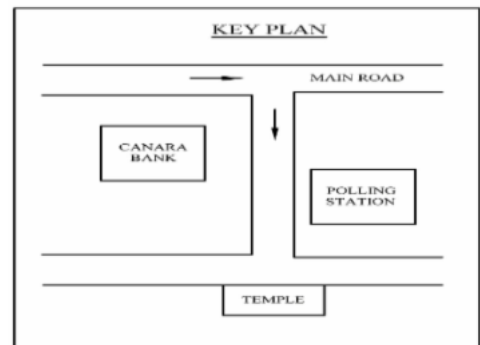 KEY PLAN
MAIN ROAD
CANARA
BANK
POLLING
STATION
TEMPLE